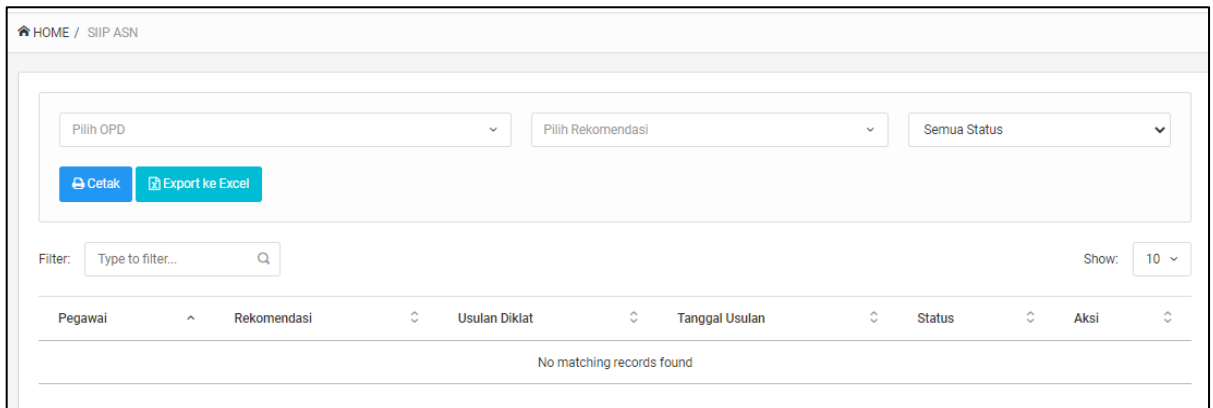 HOME / SIIP ASN
Pilih OPD Pilih Rekomendasi Semua Status
Cetak Export ke Excel
Filter: Type to filter... Show: 10
Pegawai Rekomendasi Usulan Diklat Tanggal Usulan Status Aksi
No matching records found